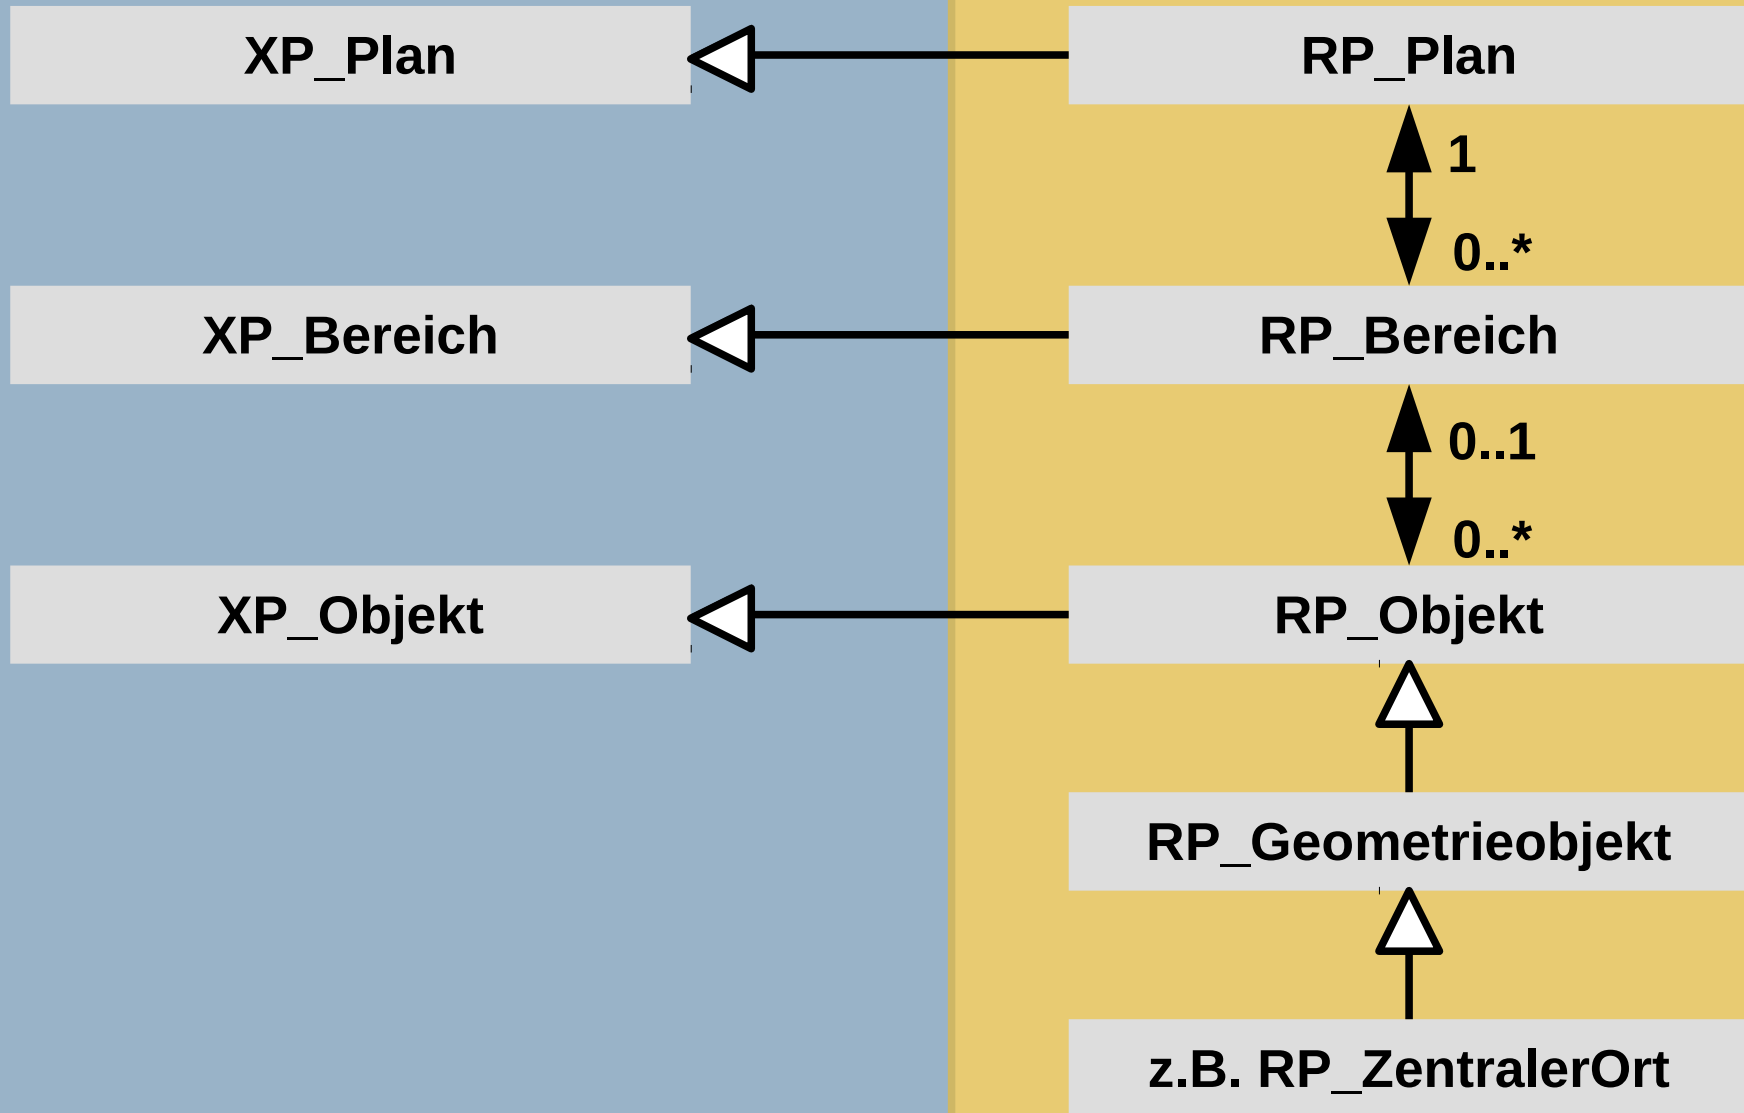 XP_Plan
RP_Plan
1
0..*
XP_Bereich
RP_Bereich
0..1
0..*
XP_Objekt
RP_Objekt
RP_Geometrieobjekt
z.B. RP_ZentralerOrt